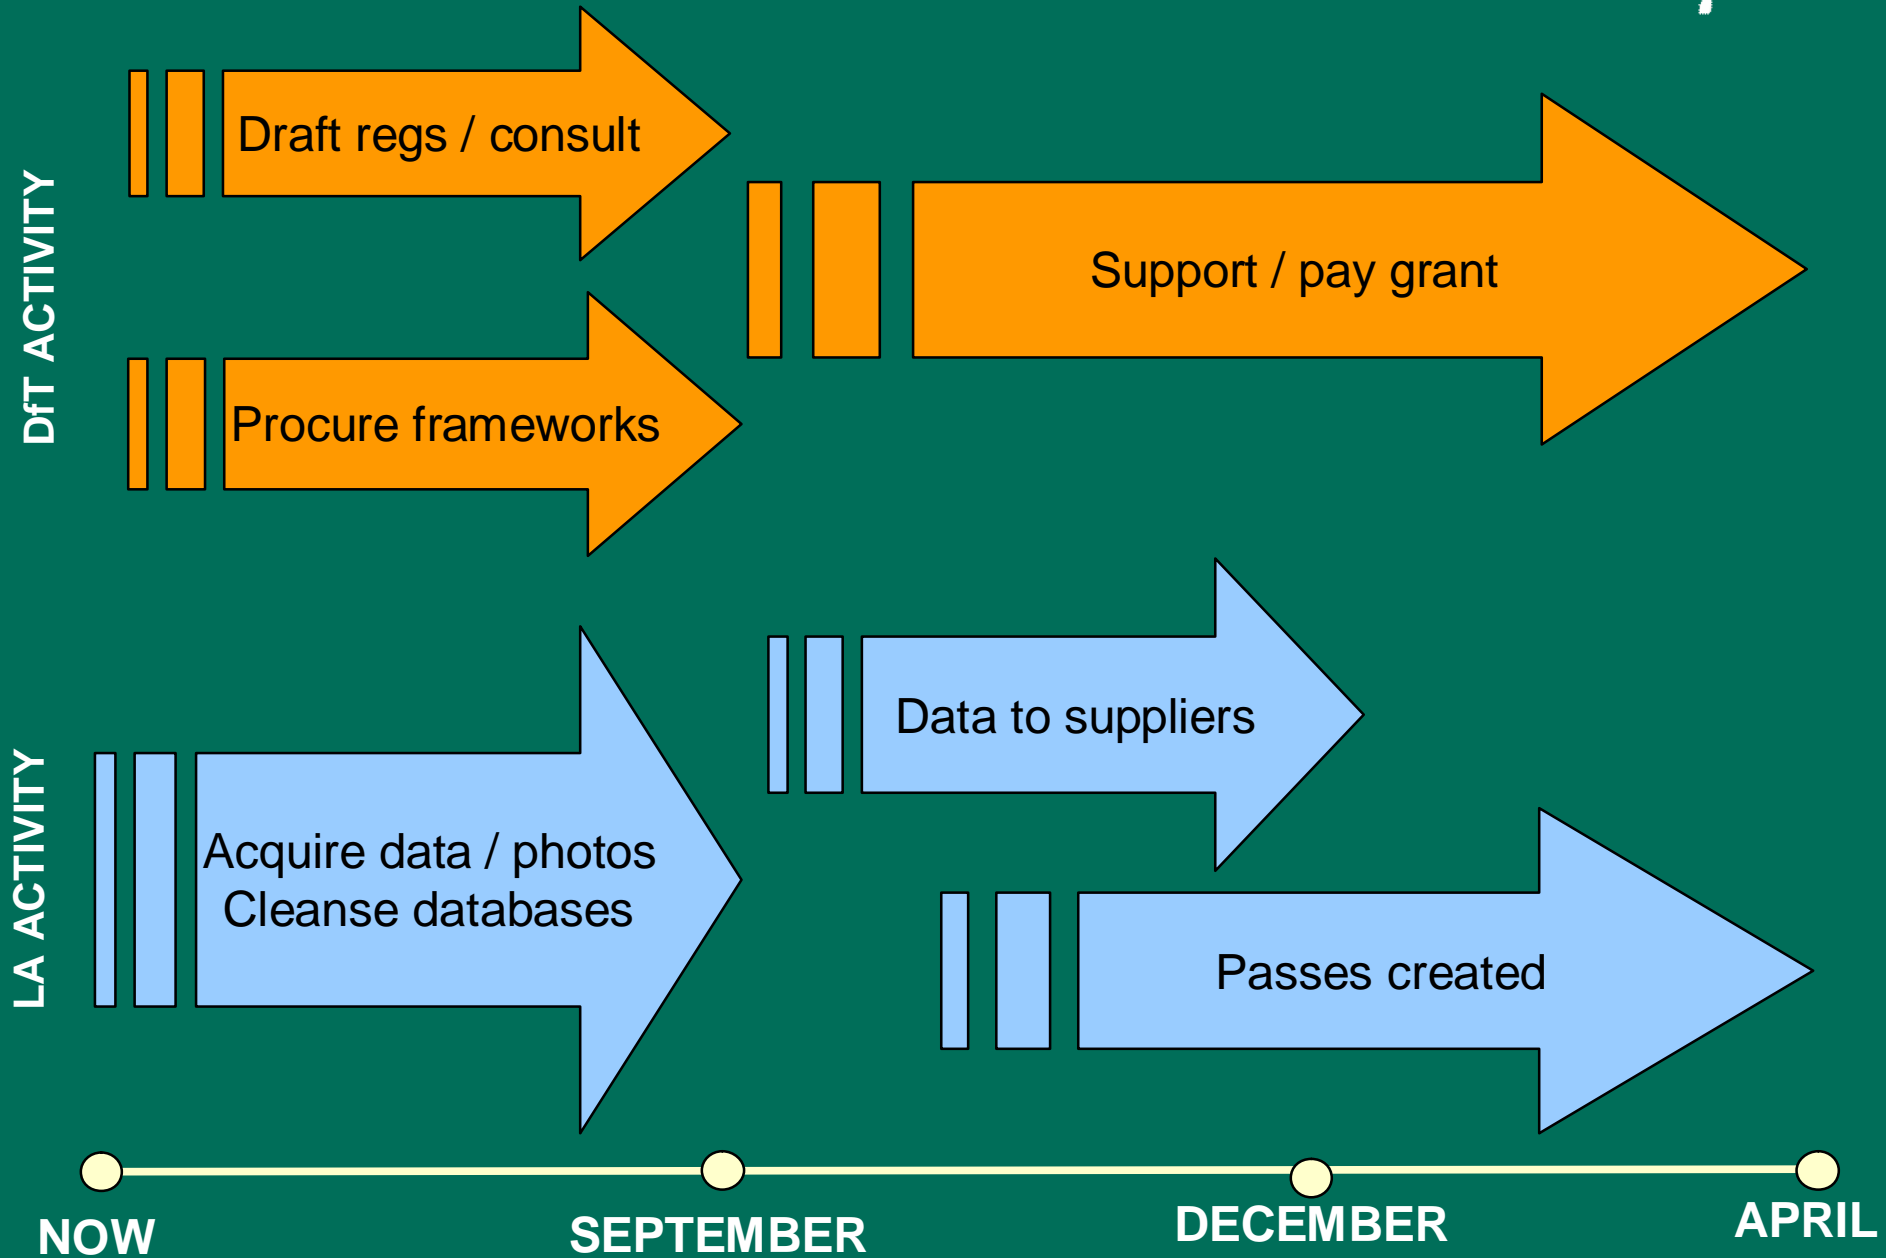 DfT ACTIVITY
Draft regs / consult
Support / pay grant
Procure frameworks
LA ACTIVITY
Data to suppliers
Acquire data / photos
Cleanse databases
Passes created
NOW
SEPTEMBER
DECEMBER
APRIL